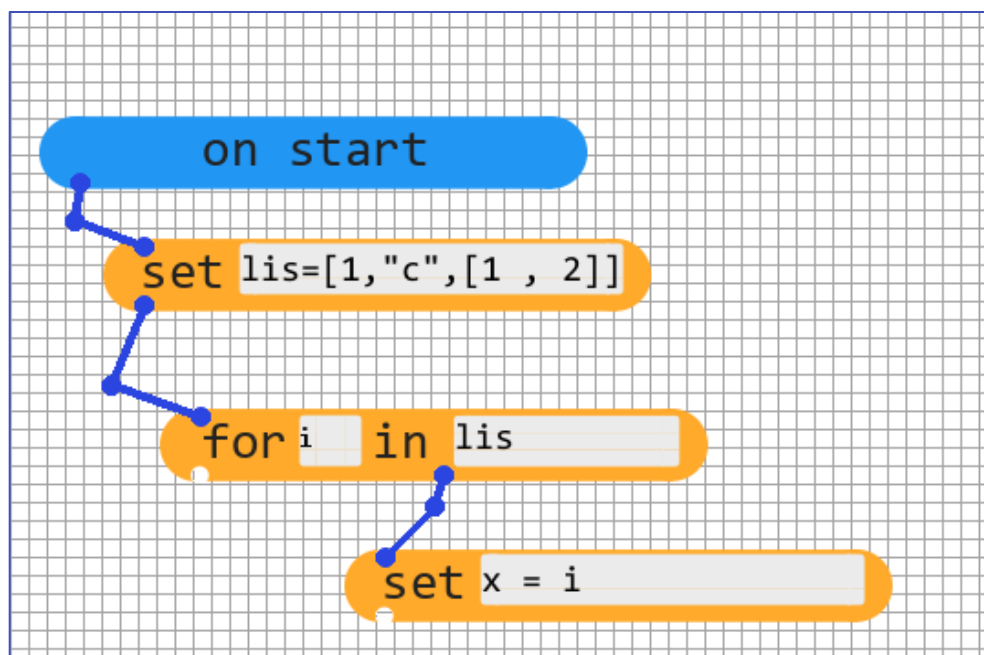 on start
set lis=[1,"c",[1 , 2]]
for i in lis
set x = i